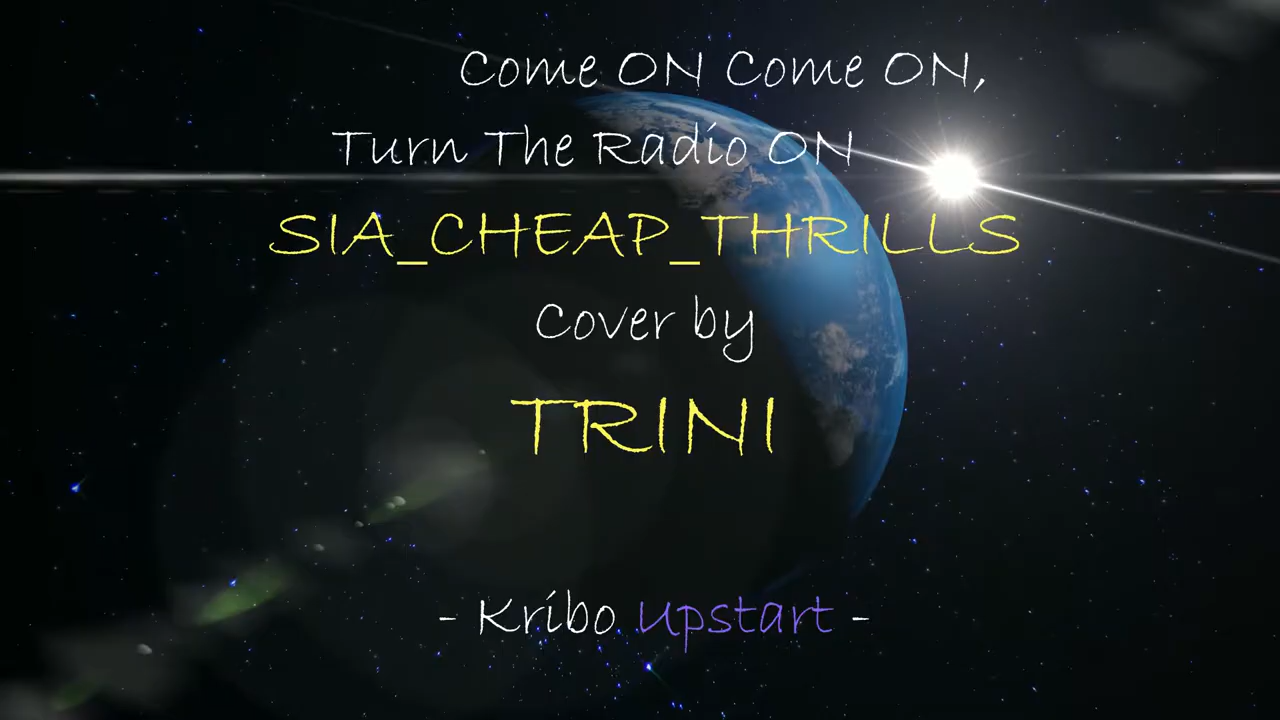 Come ON Come ON,
Turn The Radio ON
SIA_CHEAP_THRILLS
Cover by
TRINI
- Kribo Upstart -